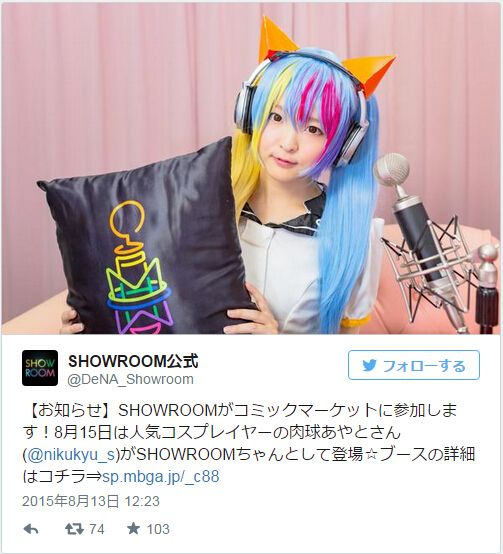 SHOWROOM公式
@DeNA_Showroom
フォローする
SHOW
ROOM
【お知らせ】SHOWROOMがコミックマーケットに参加しま
す！8月15日は人気コスプレイヤーの肉球あやとさん
(@nikukyu_s)がSHOWROOMちゃんとして登場☆ブースの詳細
はコチラ⇒sp.mbga.jp/_c88
2015年8月13日 12:23
74
103